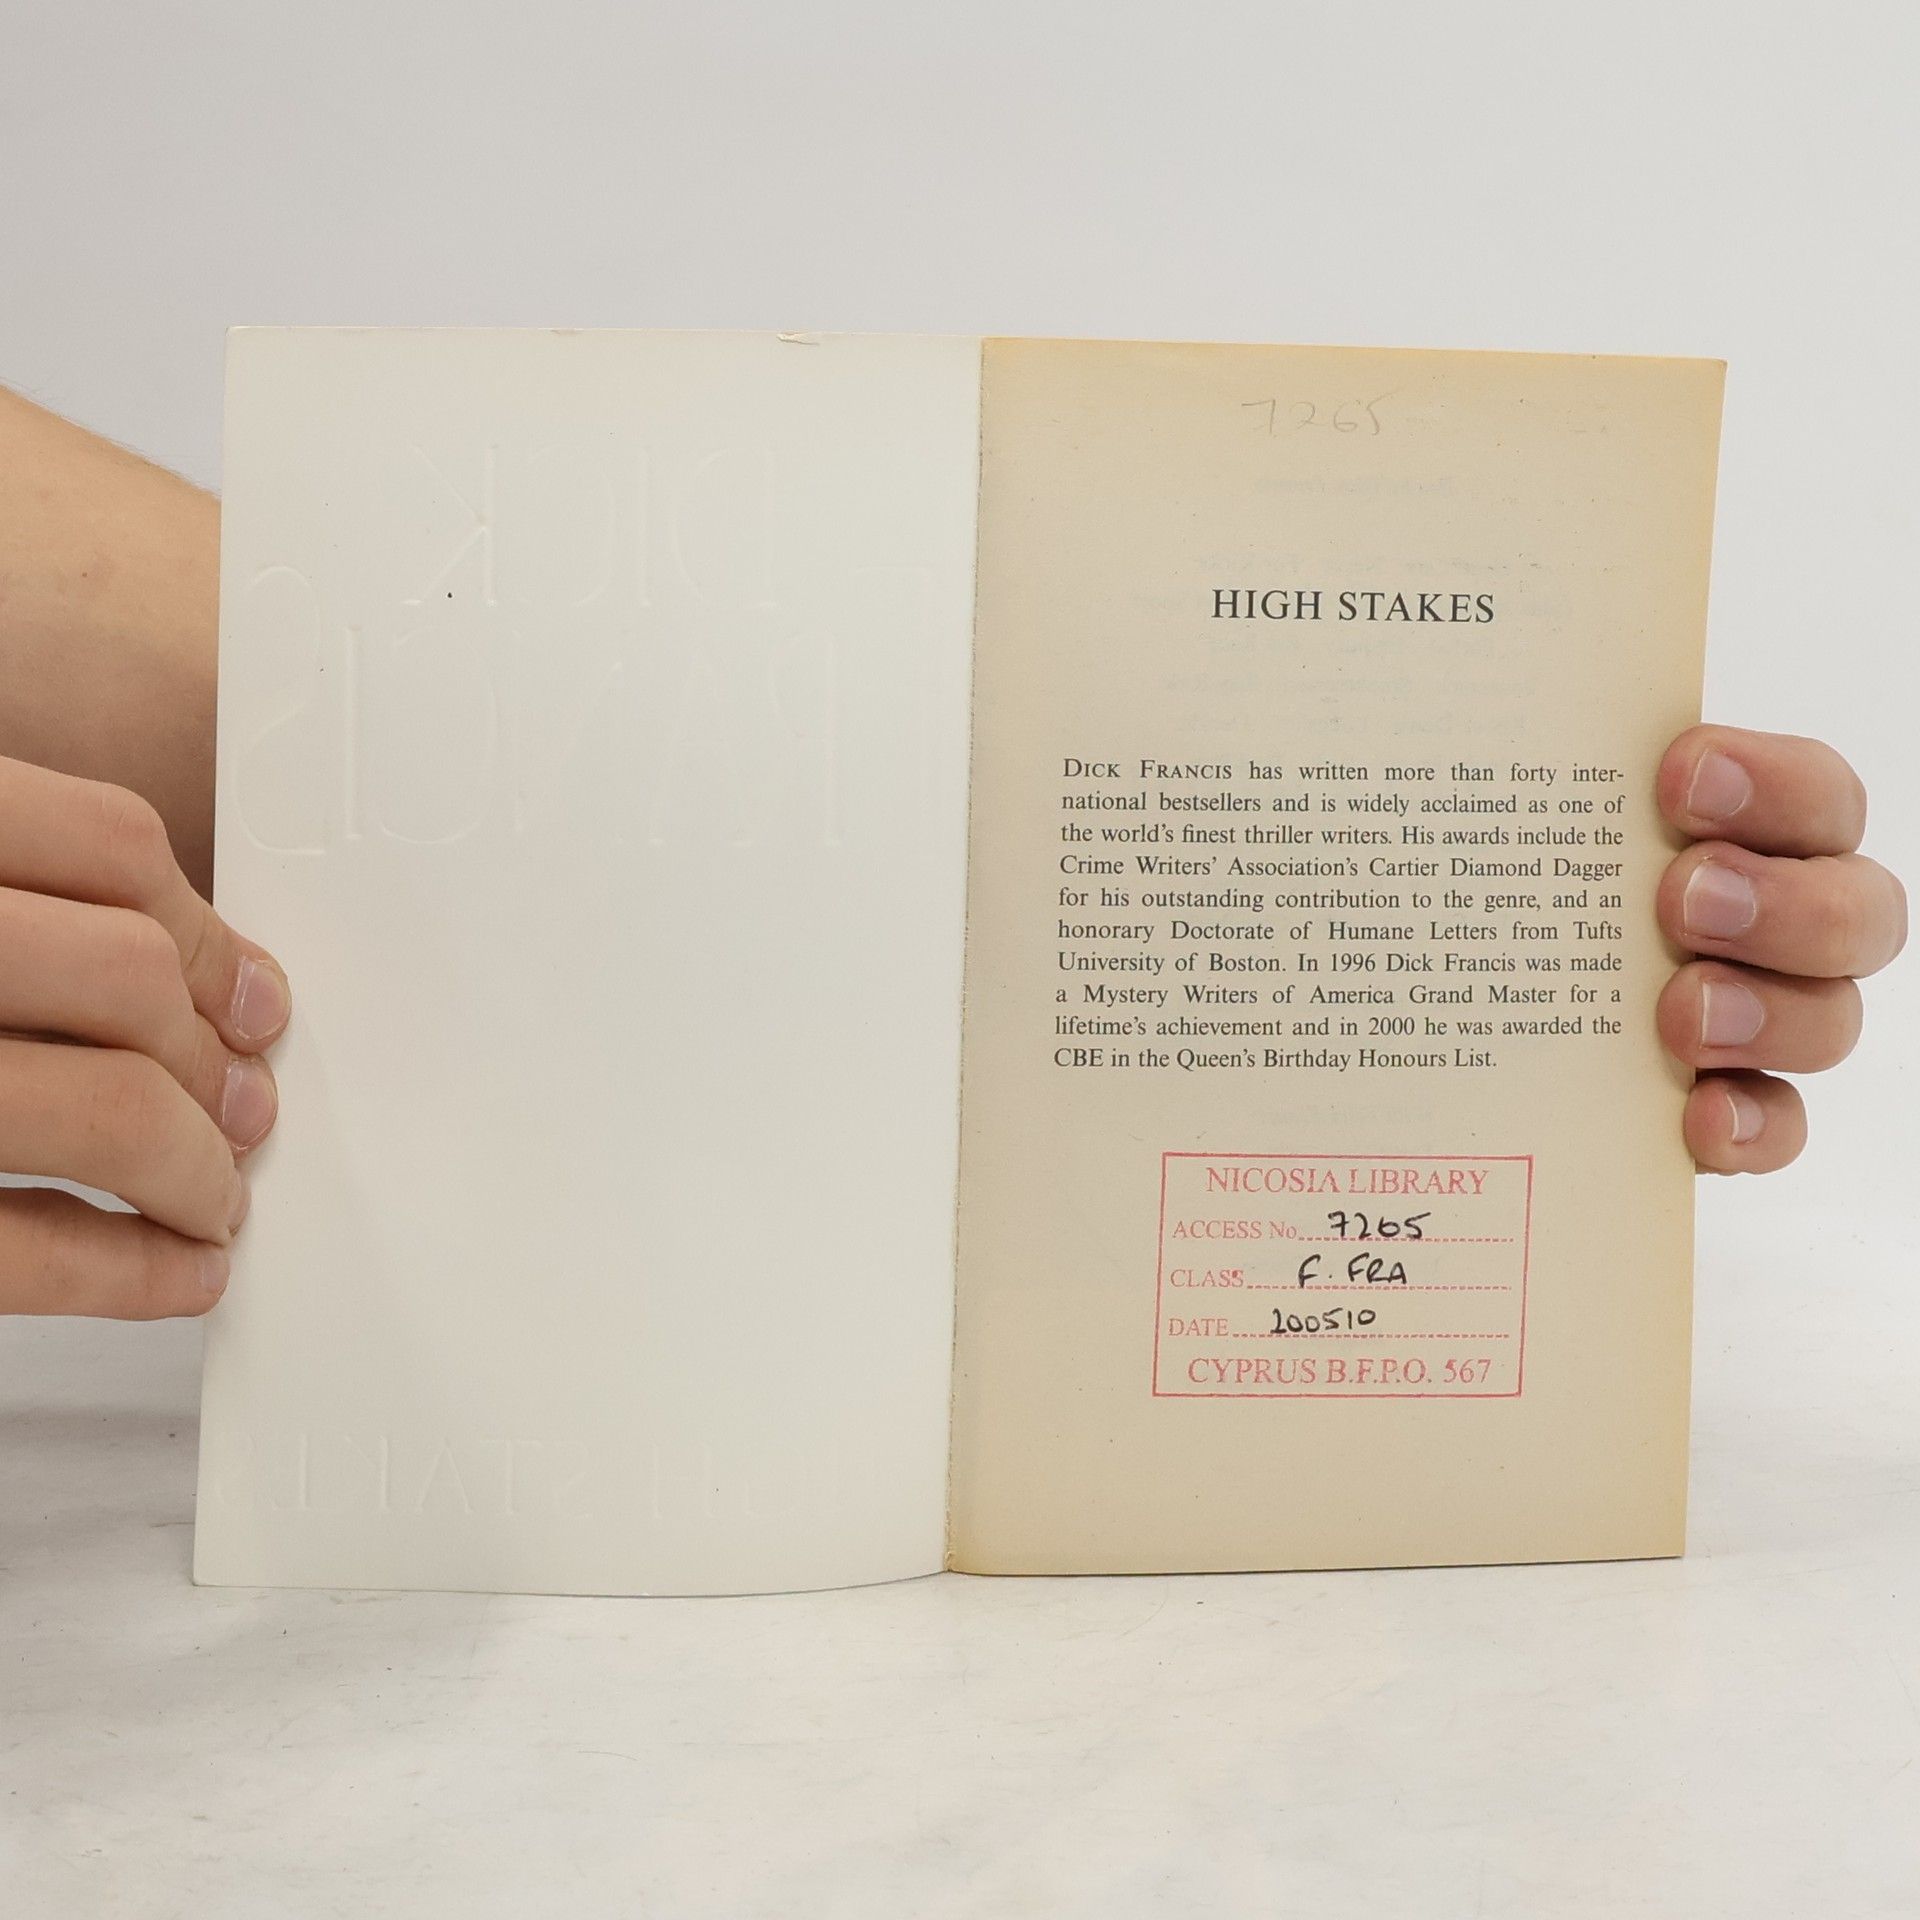 7265
HIGH STAKES
DICK FRANCIS has written more than forty inter-
national bestsellers and is widely acclaimed as one of
the world's finest thriller writers. His awards include the
Crime Writers' Association's Cartier Diamond Dagger
for his outstanding contribution to the genre, and an
honorary Doctorate of Humane Letters from Tufts
University of Boston. In 1996 Dick Francis was made
a Mystery Writers of America Grand Master for a
lifetime's achievement and in 2000 he was awarded the
CBE in the Queen's Birthday Honours List.
NICOSIA LIBRARY
ACCESS No. 7265
CLASS F. FRA
DATE 200510
CYPRUS B.F.P.O. 567
DICK
FRANCIS
HIGH STAKES